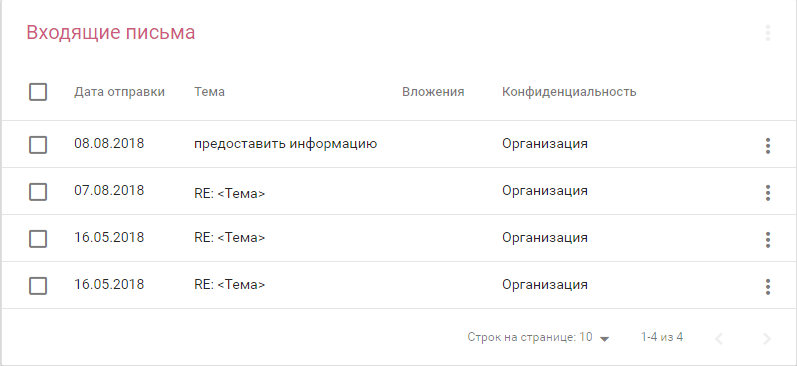 Входящие письма
Дата отправки Тема Вложения Конфиденциальность
08.08.2018 предоставить информацию Организация
07.08.2018 RE: <Тема> Организация
16.05.2018 RE: <Тема> Организация
16.05.2018 RE: <Тема> Организация
Строк на странице: 10 1-4 из 4